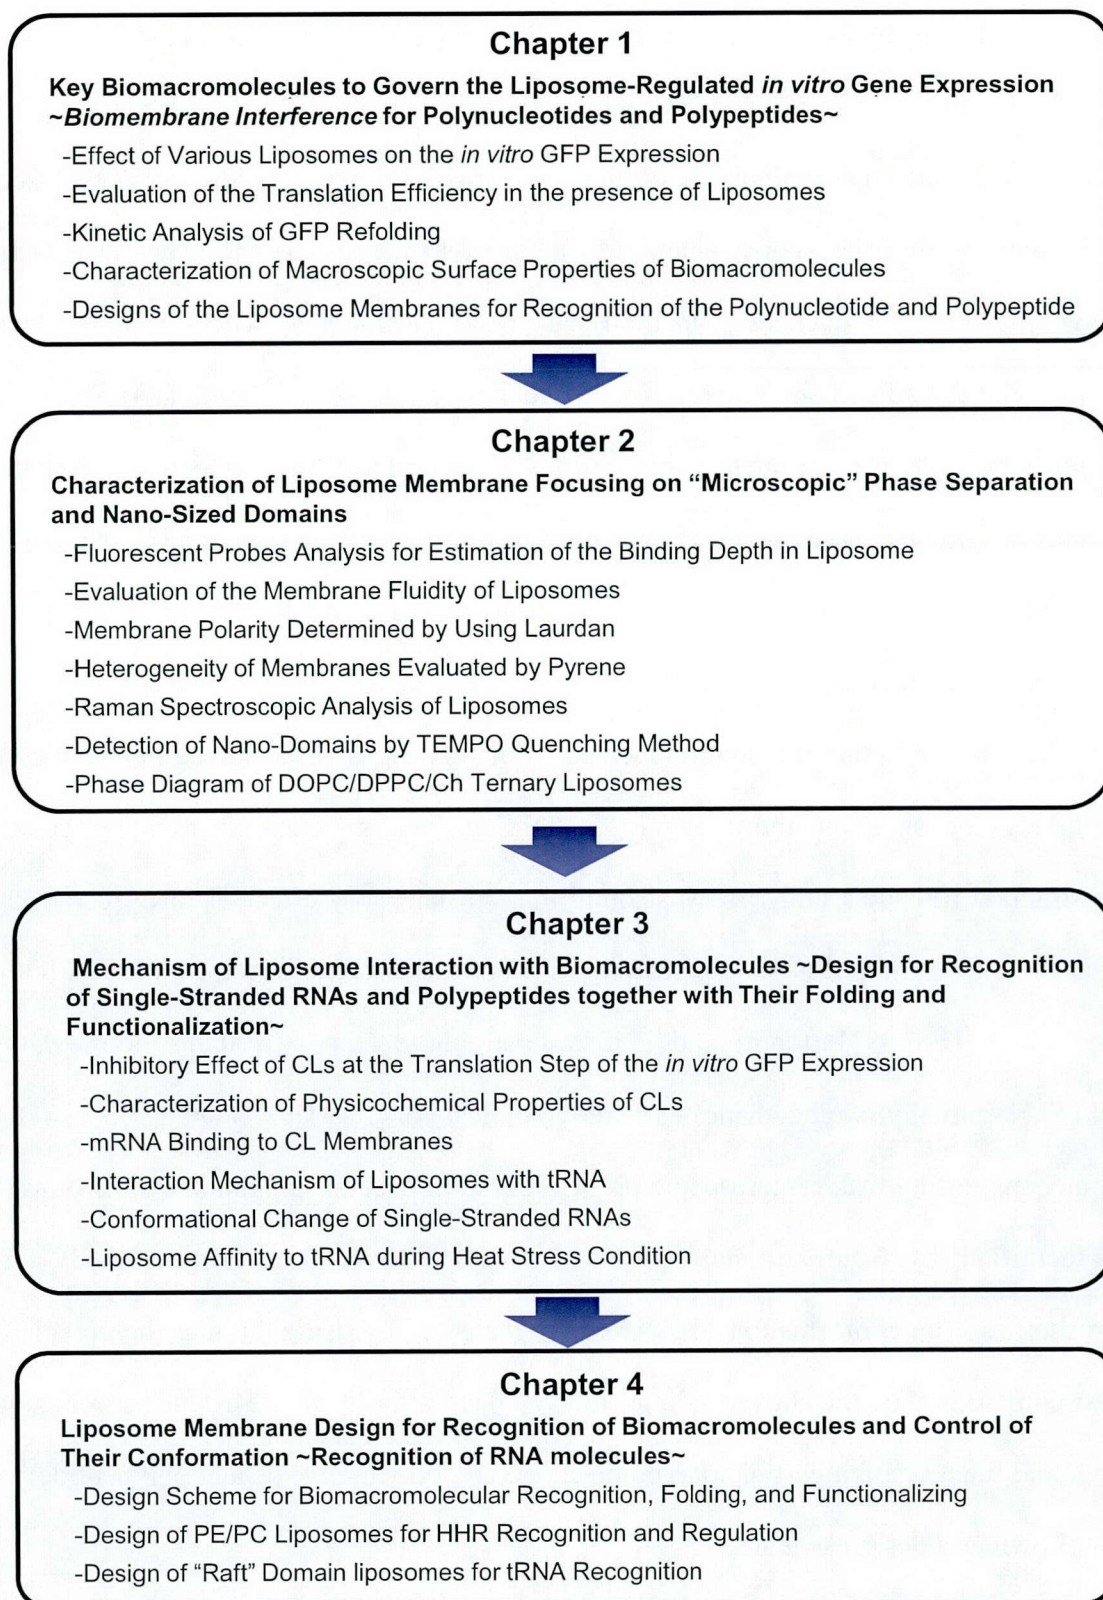 Chapter 1
Key Biomacromolecules to Govern the Liposome-Regulated in vitro Gene Expression
~Biomembrane Interference for Polynucleotides and Polypeptides~
-Effect of Various Liposomes on the in vitro GFP Expression
-Evaluation of the Translation Efficiency in the presence of Liposomes
-Kinetic Analysis of GFP Refolding
-Characterization of Macroscopic Surface Properties of Biomacromolecules
-Designs of the Liposome Membranes for Recognition of the Polynucleotide and Polypeptide
Chapter 2
Characterization of Liposome Membrane Focusing on “Microscopic” Phase Separation
and Nano-Sized Domains
-Fluorescent Probes Analysis for Estimation of the Binding Depth in Liposome
-Evaluation of the Membrane Fluidity of Liposomes
-Membrane Polarity Determined by Using Laurdan
-Heterogeneity of Membranes Evaluated by Pyrene
-Raman Spectroscopic Analysis of Liposomes
-Detection of Nano-Domains by TEMPO Quenching Method
-Phase Diagram of DOPC/DPPC/Ch Ternary Liposomes
Chapter 3
Mechanism of Liposome Interaction with Biomacromolecules ~Design for Recognition
of Single-Stranded RNAs and Polypeptides together with Their Folding and
Functionalization~
-Inhibitory Effect of CLs at the Translation Step of the in vitro GFP Expression
-Characterization of Physicochemical Properties of CLs
-mRNA Binding to CL Membranes
-Interaction Mechanism of Liposomes with tRNA
-Conformational Change of Single-Stranded RNAs
-Liposome Affinity to tRNA during Heat Stress Condition
Chapter 4
Liposome Membrane Design for Recognition of Biomacromolecules and Control of
Their Conformation ~Recognition of RNA molecules~
-Design Scheme for Biomacromolecular Recognition, Folding, and Functionalizing
-Design of PE/PC Liposomes for HHR Recognition and Regulation
-Design of “Raft” Domain liposomes for tRNA Recognition